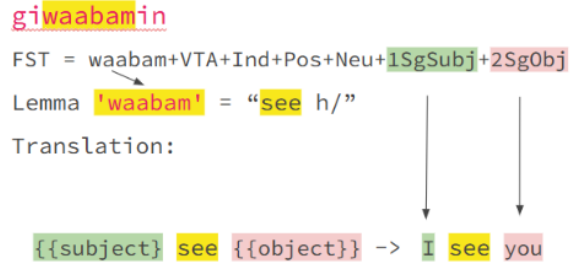 giwaabamin
FST = waabam+VTA+Ind+Pos+Neu+1SgSubj+2SgObj
Lemma 'waabam' = “see h/”
Translation:
{{subject} see {{object}} -> I see you